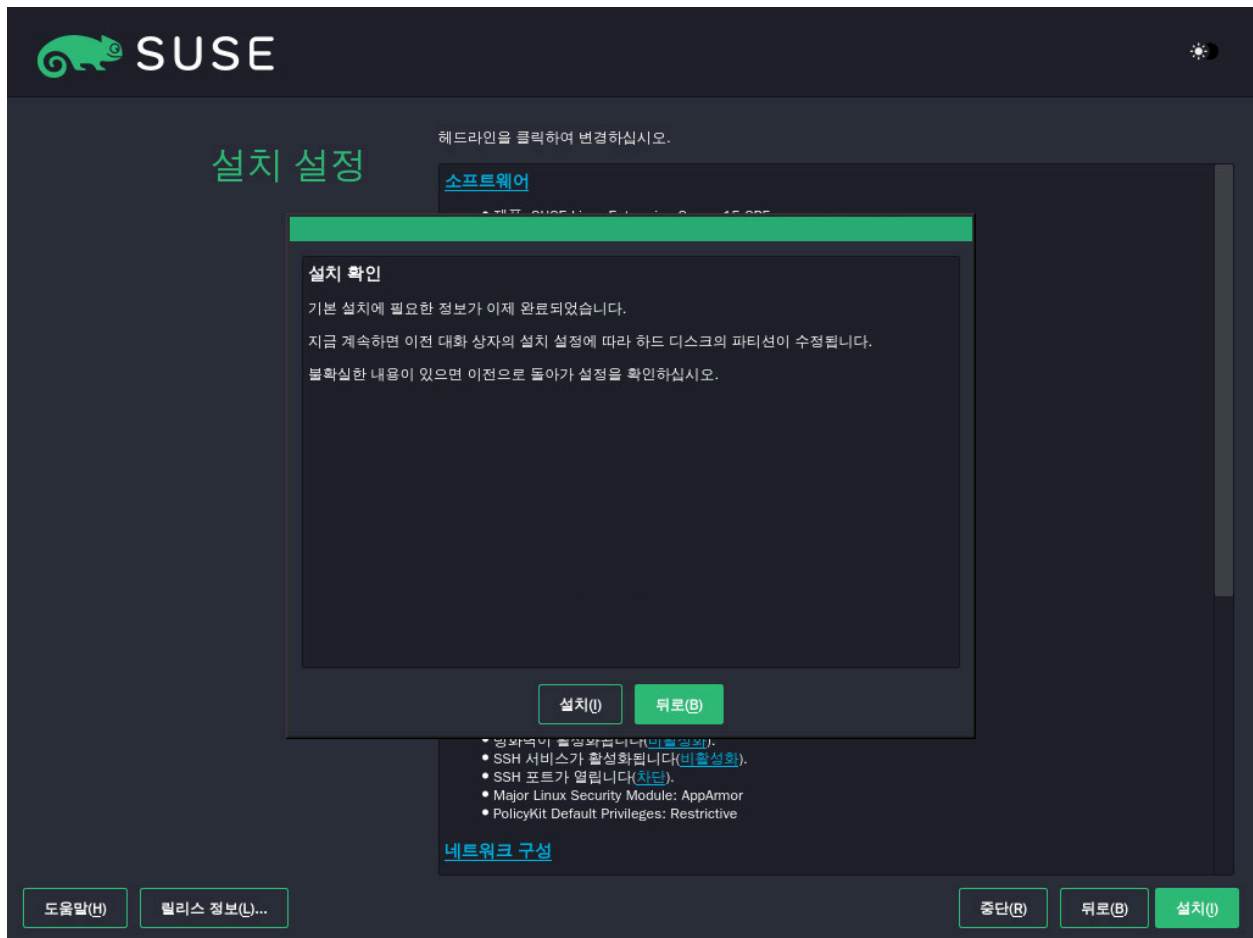 SUSE
설치 설정
헤드라인을 클릭하여 변경하십시오.
소프트웨어
설치 확인
기본 설치에 필요한 정보가 이제 완료되었습니다.
지금 계속하면 이전 대화 상자의 설치 설정에 따라 하드 디스크의 파티션이 수정됩니다.
불확실한 내용이 있으면 이전으로 돌아가 설정을 확인하십시오.
설치(I) 뒤로(B)
• SSH 서비스가 활성화됩니다(비활성화).
• SSH 포트가 열립니다(차단).
• Major Linux Security Module: AppArmor
• PolicyKit Default Privileges: Restrictive
네트워크 구성
도움말(H) 릴리스 정보(L)... 중단(R) 뒤로(B) 설치(I)